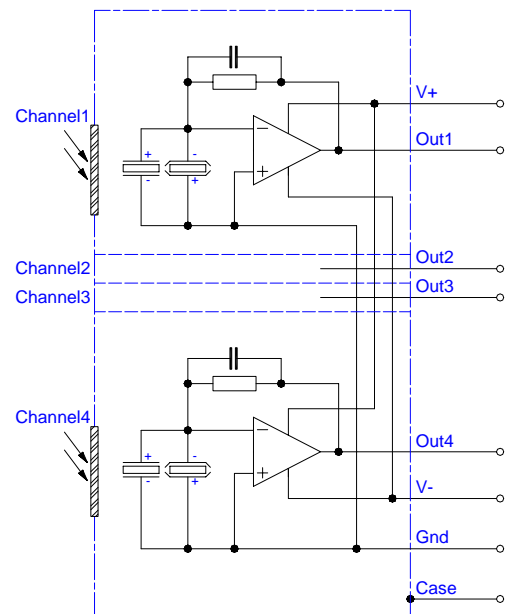 V+
Channel1
Out1
+ -
- +
−
+
Out2
Channel2
Out3
Channel3
Out4
Channel4
+ -
- +
−
+
V-
Gnd
Case